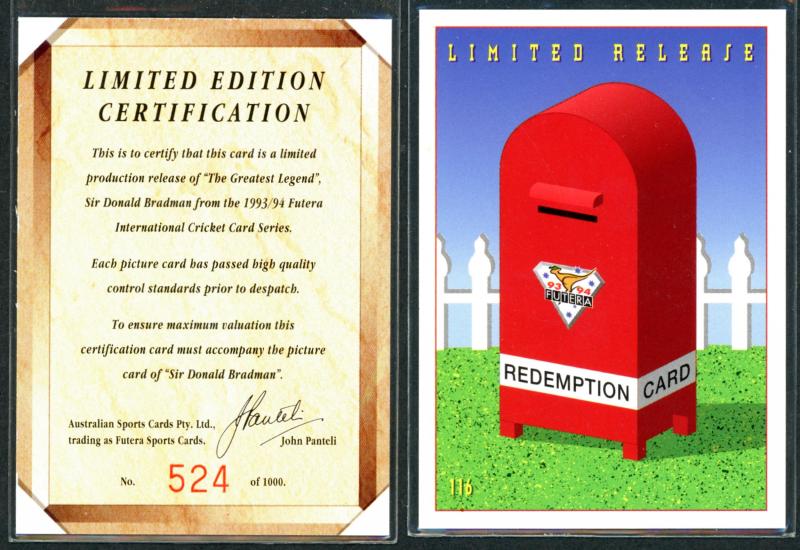 LIMITED EDITION
CERTIFICATION
This is to certify that this card is a limited
production release of "The Greatest Legend",
Sir Donald Bradman from the 1993/94 Futera
International Cricket Card Series.
Each picture card has passed high quality
control standards prior to despatch.
To ensure maximum valuation this
certification card must accompany the picture
card of "Sir Donald Bradman".
Australian Sports Cards Pty. Ltd.,
trading as Futera Sports Cards.
JPanteli
John Panteli
No. 524 of 1000.
LIMITED RELEASE
93 94
FUTERA
REDEMPTION CARD
116